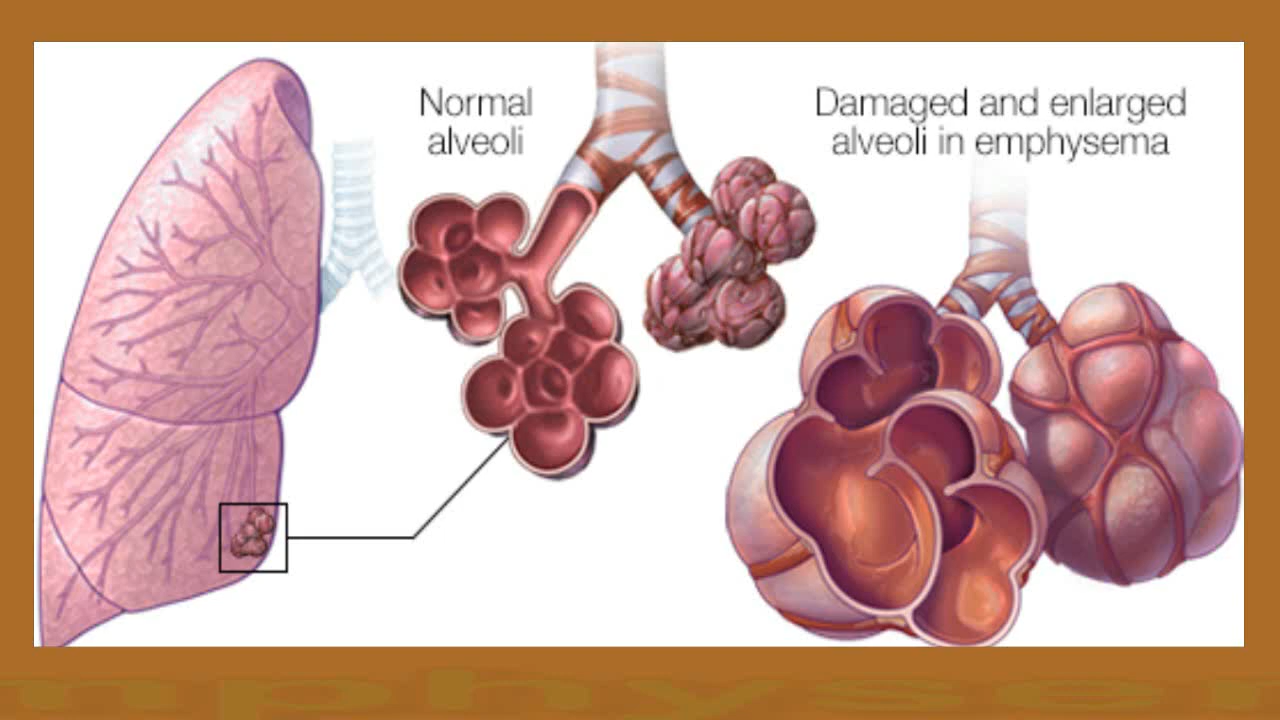 Normal
alveoli
Damaged and enlarged
alveoli in emphysema